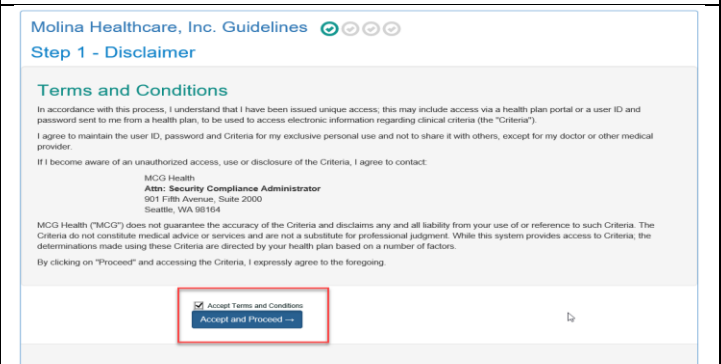 Molina Healthcare, Inc. Guidelines
Step 1 - Disclaimer
Terms and Conditions
In accordance with this process, I understand that I have been issued unique access; this may include access via a health plan portal or a user ID and
password sent to me from a health plan, to be used to access electronic information regarding clinical criteria (the "Criteria").
I agree to maintain the user ID, password and Criteria for my exclusive personal use and not to share it with others, except for my doctor or other medical
provider.
If I become aware of an unauthorized access, use or disclosure of the Criteria, I agree to contact:
MCG Health
Attn: Security Compliance Administrator
901 Fifth Avenue, Suite 2000
Seattle, WA 98164
MCG Health ("MCG") does not guarantee the accuracy of the Criteria and disclaims any and all liability from your use of or reference to such Criteria. The
Criteria do not constitute medical advice or services and are not a substitute for professional judgment. While this system provides access to Criteria; the
determinations made using these Criteria are directed by your health plan based on a number of factors.
By clicking on "Proceed" and accessing the Criteria, I expressly agree to the foregoing.
Accept Terms and Conditions
Accept and Proceed →